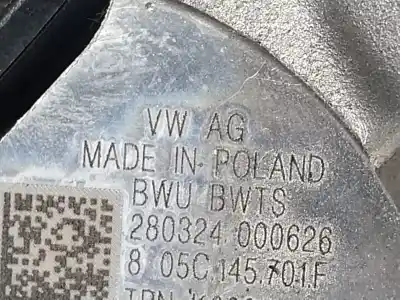 VW AG
MADE IN POLAND
BWU BWTS
280324 000626
8 05C.145.701.F